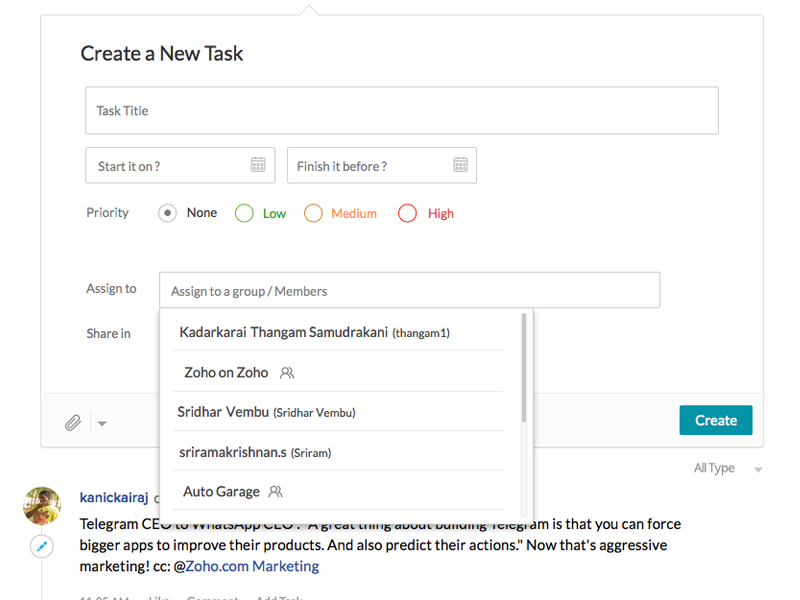 Create a New Task
Task Title
Start it on ? Finish it before ?
Priority None Low Medium High
Assign to Assign to a group / Members
Share in
Kadarkarai Thangam Samudrakani (thangam1)
Zoho on Zoho
Sridhar Vembu (Sridhar Vembu)
sriramakrishnan.s (Sriram)
Auto Garage
Create
All Type
kanickairaj
Telegram CEO to WhatsApp CEO : "A great thing about building Telegram is that you can force
bigger apps to improve their products. And also predict their actions." Now that's aggressive
marketing! cc: @Zoho.com Marketing
11:05 AM Like Comment Add Task